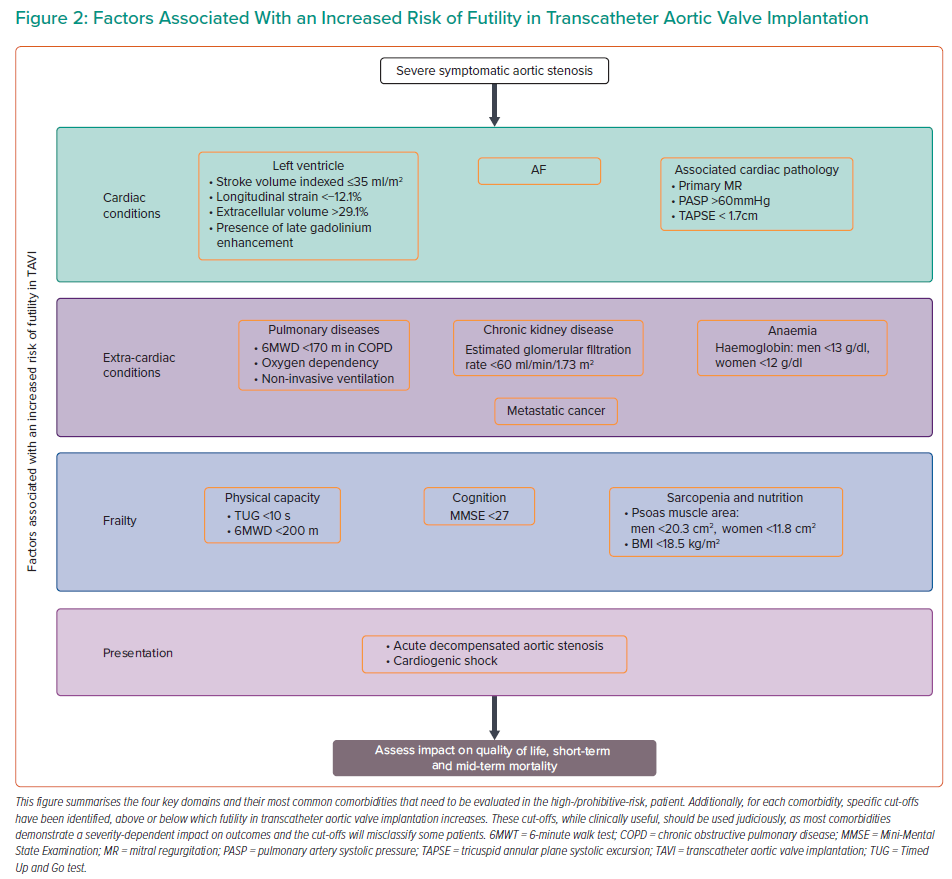 Figure 2: Factors Associated With an Increased Risk of Futility in Transcatheter Aortic Valve Implantation
Severe symptomatic aortic stenosis
Factors associated with an increased risk of futility in TAVI
Cardiac
conditions
Left ventricle
• Stroke volume indexed ≤35 ml/m²
• Longitudinal strain <−12.1%
• Extracellular volume >29.1%
• Presence of late gadolinium
enhancement
AF
Associated cardiac pathology
• Primary MR
• PASP >60mmHg
• TAPSE < 1.7cm
Extra-cardiac
conditions
Pulmonary diseases
• 6MWD <170 m in COPD
• Oxygen dependency
• Non-invasive ventilation
Chronic kidney disease
Estimated glomerular filtration
rate <60 ml/min/1.73 m²
Anaemia
Haemoglobin: men <13 g/dl,
women <12 g/dl
Metastatic cancer
Frailty
Physical capacity
• TUG <10 s
• 6MWD <200 m
Cognition
MMSE <27
Sarcopenia and nutrition
• Psoas muscle area:
men <20.3 cm², women <11.8 cm²
• BMI <18.5 kg/m²
Presentation
• Acute decompensated aortic stenosis
• Cardiogenic shock
Assess impact on quality of life, short-term
and mid-term mortality
This figure summarises the four key domains and their most common comorbidities that need to be evaluated in the high-/prohibitive-risk, patient. Additionally, for each comorbidity, specific cut-offs
have been identified, above or below which futility in transcatheter aortic valve implantation increases. These cut-offs, while clinically useful, should be used judiciously, as most comorbidities
demonstrate a severity-dependent impact on outcomes and the cut-offs will misclassify some patients. 6MWT = 6-minute walk test; COPD = chronic obstructive pulmonary disease; MMSE = Mini-Mental
State Examination; MR = mitral regurgitation; PASP = pulmonary artery systolic pressure; TAPSE = tricuspid annular plane systolic excursion; TAVI = transcatheter aortic valve implantation; TUG = Timed
Up and Go test.